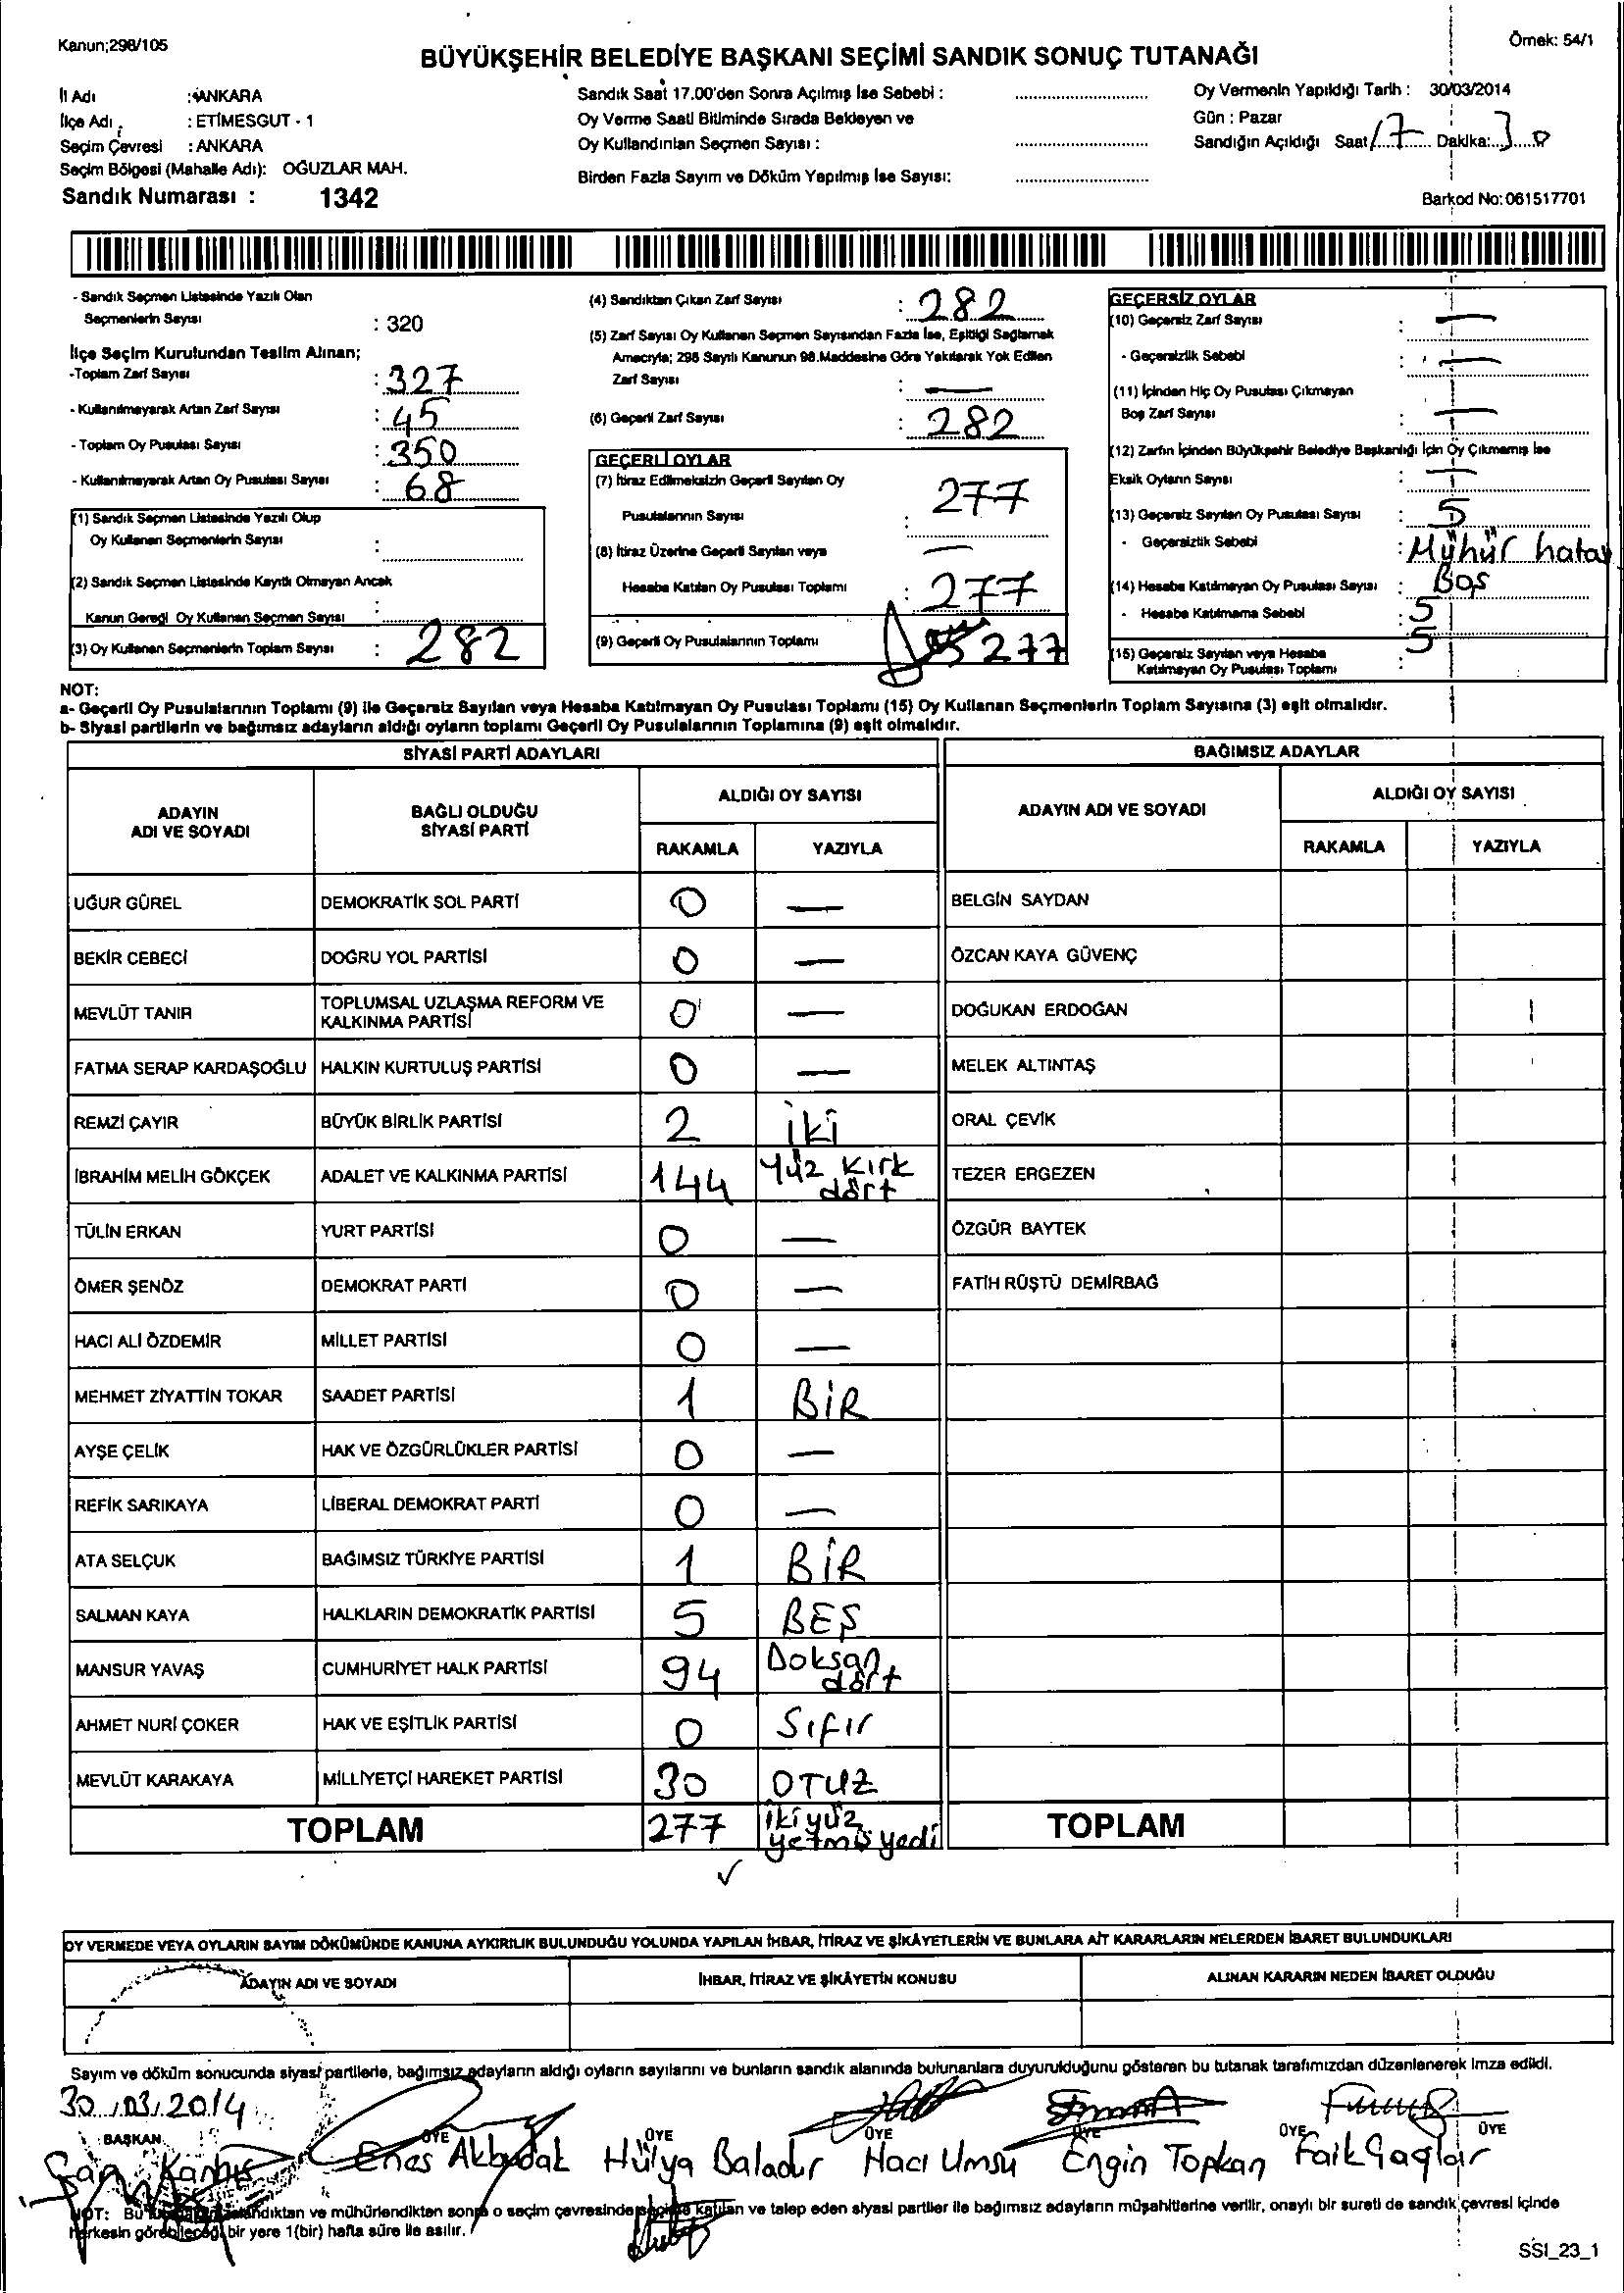 Kanun;298/105
Örnek: 54/1
BÜYÜKŞEHİR BELEDİYE BAŞKANI SEÇİMİ SANDIK SONUÇ TUTANAĞI
İl Adı : ANKARA
İlçe Adı : ETİMESGUT - 1
Seçim Çevresi : ANKARA
Seçim Bölgesi (Mahalle Adı): OĞUZLAR MAH.
Sandık Numarası : 1342
Sandık Saat 17.00'den Sonra Açılmış İse Sebebi :
Oy Verme Saati Bitiminde Sırada Bekleyen ve
Oy Kullandırılan Seçmen Sayısı :
Birden Fazla Sayım ve Döküm Yapılmış İse Sayısı:
Oy Vermenin Yapıldığı Tarih : 30/03/2014
Gün : Pazar
Sandığın Açıldığı Saat 17 Dakika: 30
Barkod No: 061517701
- Sandık Seçmen Listesinde Yazılı Olan
Seçmenlerin Sayısı : 320
İlçe Seçim Kurulundan Teslim Alınan;
-Toplam Zarf Sayısı : 327
- Kullanılmayarak Artan Zarf Sayısı : 45
- Toplam Oy Pusulası Sayısı : 350
- Kullanılmayarak Artan Oy Pusulası Sayısı : 68
(1) Sandık Seçmen Listesinde Yazılı Olup
Oy Kullanan Seçmenlerin Sayısı :
(2) Sandık Seçmen Listesinde Kayıtlı Olmayan Ancak
Kanun Gereği Oy Kullanan Seçmen Sayısı :
(3) Oy Kullanan Seçmenlerin Toplam Sayısı : 282
(4) Sandıktan Çıkan Zarf Sayısı : 282
(5) Zarf Sayısı Oy Kullanan Seçmen Sayısından Fazla İse, Eşitliği Sağlamak
Amacıyla; 298 Sayılı Kanunun 98.Maddesine Göre Yakılarak Yok Edilen
Zarf Sayısı : —
(6) Geçerli Zarf Sayısı : 282
GEÇERLİ OYLAR
(7) İtiraz Edilmeksizin Geçerli Sayılan Oy
Pusulalarının Sayısı : 277
(8) İtiraz Üzerine Geçerli Sayılan veya —
Hesaba Katılan Oy Pusulası Toplamı : 277
(9) Geçerli Oy Pusulalarının Toplamı 277
GEÇERSİZ OYLAR
(10) Geçersiz Zarf Sayısı : —
- Geçersizlik Sebebi : —
(11) İçinden Hiç Oy Pusulası Çıkmayan
Boş Zarf Sayısı : —
(12) Zarfın İçinden Büyükşehir Belediye Başkanlığı İçin Oy Çıkmamış İse
Eksik Oyların Sayısı : —
(13) Geçersiz Sayılan Oy Pusulası Sayısı : 5
- Geçersizlik Sebebi : Mühür hatası
(14) Hesaba Katılmayan Oy Pusulası Sayısı : Boş
- Hesaba Katılmama Sebebi : 5
(15) Geçersiz Sayılan veya Hesaba : 5
Katılmayan Oy Pusulası Toplamı
NOT:
a- Geçerli Oy Pusulalarının Toplamı (9) ile Geçersiz Sayılan veya Hesaba Katılmayan Oy Pusulası Toplamı (15) Oy Kullanan Seçmenlerin Toplam Sayısına (3) eşit olmalıdır.
b- Siyasi partilerin ve bağımsız adayların aldığı oyların toplamı Geçerli Oy Pusulalarının Toplamına (9) eşit olmalıdır.
SİYASİ PARTİ ADAYLARI
BAĞIMSIZ ADAYLAR
ADAYIN ADI VE SOYADI
BAĞLI OLDUĞU SİYASİ PARTİ
ALDIĞI OY SAYISI
RAKAMLA YAZIYLA
ADAYIN ADI VE SOYADI
ALDIĞI OY SAYISI
RAKAMLA YAZIYLA
UĞUR GÜREL DEMOKRATİK SOL PARTİ 0 — BELGİN SAYDAN
BEKİR CEBECİ DOĞRU YOL PARTİSİ 0 — ÖZCAN KAYA GÜVENÇ
MEVLÜT TANIR TOPLUMSAL UZLAŞMA REFORM VE KALKINMA PARTİSİ 0 — DOĞUKAN ERDOĞAN
FATMA SERAP KARDAŞOĞLU HALKIN KURTULUŞ PARTİSİ 0 — MELEK ALTINTAŞ
REMZİ ÇAYIR BÜYÜK BİRLİK PARTİSİ 2 iki ORAL ÇEVİK
İBRAHİM MELİH GÖKÇEK ADALET VE KALKINMA PARTİSİ 144 Yüz kırk dört TEZER ERGEZEN
TÜLİN ERKAN YURT PARTİSİ 0 — ÖZGÜR BAYTEK
ÖMER ŞENÖZ DEMOKRAT PARTİ 0 — FATİH RÜŞTÜ DEMİRBAĞ
HACI ALİ ÖZDEMİR MİLLET PARTİSİ 0 —
MEHMET ZİYATTİN TOKAR SAADET PARTİSİ 1 BİR
AYŞE ÇELİK HAK VE ÖZGÜRLÜKLER PARTİSİ 0 —
REFİK SARIKAYA LİBERAL DEMOKRAT PARTİ 0 —
ATA SELÇUK BAĞIMSIZ TÜRKİYE PARTİSİ 1 BİR
SALMAN KAYA HALKLARIN DEMOKRATİK PARTİSİ 5 BEŞ
MANSUR YAVAŞ CUMHURİYET HALK PARTİSİ 94 Doksan dört
AHMET NURİ ÇOKER HAK VE EŞİTLİK PARTİSİ 0 Sıfır
MEVLÜT KARAKAYA MİLLİYETÇİ HAREKET PARTİSİ 30 OTUZ
TOPLAM 277 ikiyüz yetmiş yedi TOPLAM
OY VERMEDE VEYA OYLARIN SAYIM DÖKÜMÜNDE KANUNA AYKIRILIK BULUNDUĞU YOLUNDA YAPILAN İHBAR, İTİRAZ VE ŞİKÂYETLERİN VE BUNLARA AİT KARARLARIN NELERDEN İBARET BULUNDUKLARI
ADAYIN ADI VE SOYADI İHBAR, İTİRAZ VE ŞİKÂYETİN KONUSU ALINAN KARARIN NEDEN İBARET OLDUĞU
Sayım ve döküm sonucunda siyasi partilerle, bağımsız adayların aldığı oyların sayılarını ve bunların sandık alanında bulunanlara duyurulduğunu gösteren bu tutanak tarafımızdan düzenlenerek imza edildi.
30/03/2014
BAŞKAN ÜYE ÜYE ÜYE ÜYE ÜYE ÜYE
Enes Hülya Baladur Hacı Umsu Engin Topkan Faik Çağlar
NOT: Bu tutanak ve mühürlendikten sonra o seçim çevresinde seçime katılan ve talep eden siyasi partiler ile bağımsız adayların müşahitlerine verilir, onaylı bir sureti de sandık çevresi içinde
herkesin görebileceği bir yere 1(bir) hafta süre ile asılır.
SSI_23_1